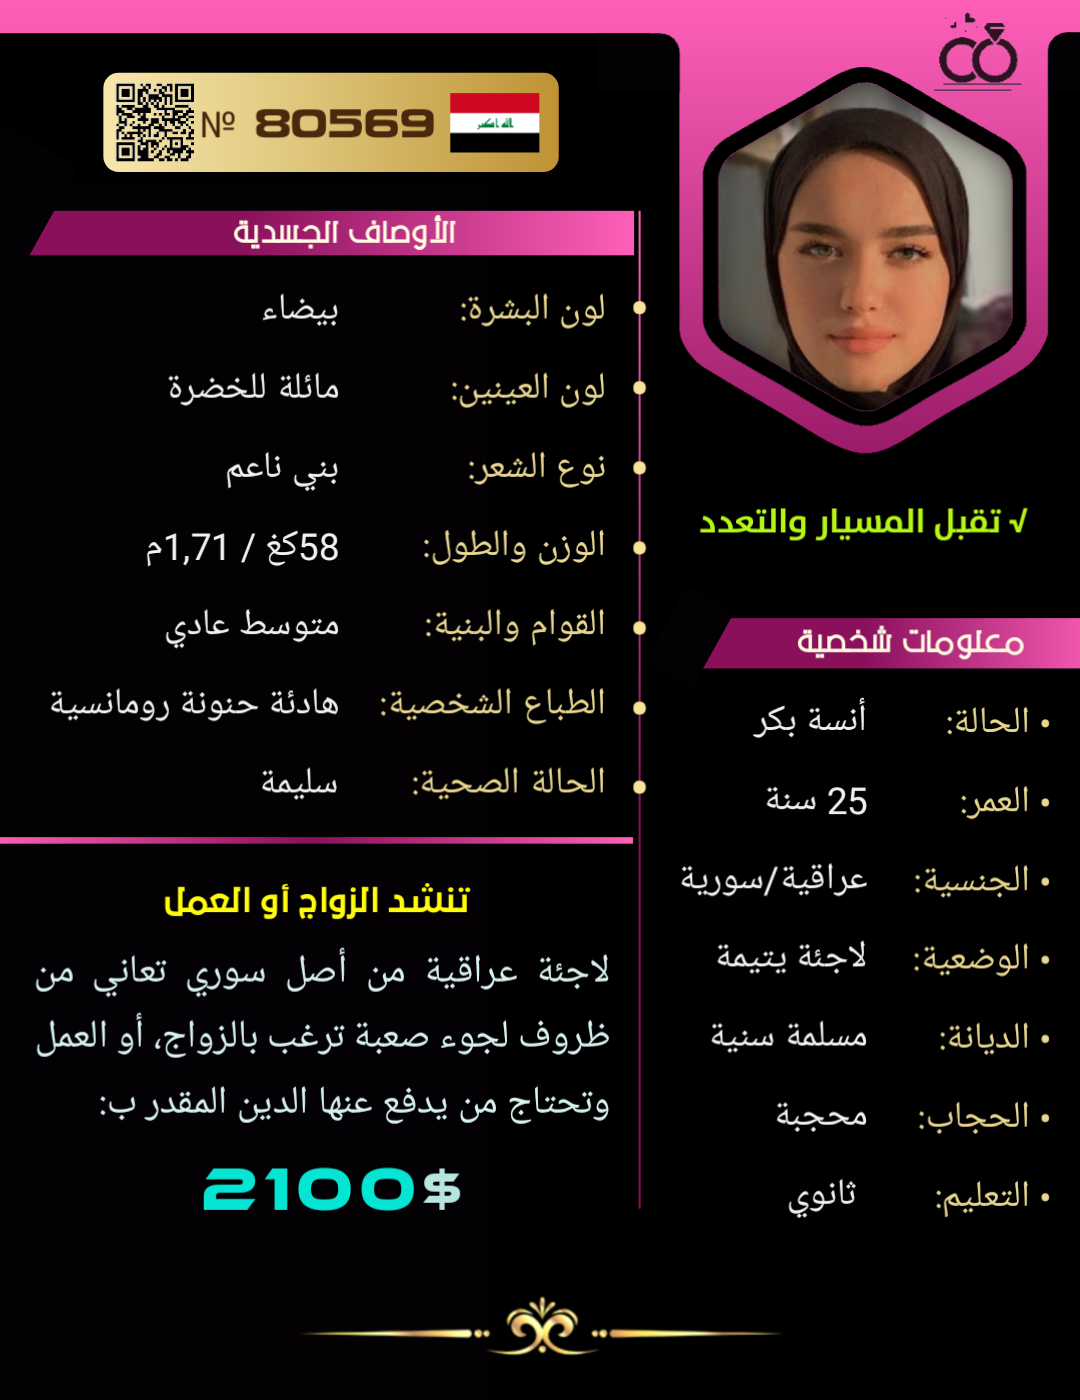 № 80569
الله اكبر
√ تقبل المسيار والتعدد
معلومات شخصية
• الحالة: أنسة بكر
• العمر: 25 سنة
• الجنسية: عراقية/سورية
• الوضعية: لاجئة يتيمة
• الديانة: مسلمة سنية
• الحجاب: محجبة
• التعليم: ثانوي
الأوصاف الجسدية
لون البشرة: بيضاء
لون العينين: مائلة للخضرة
نوع الشعر: بني ناعم
الوزن والطول: 58كغ / 1,71م
القوام والبنية: متوسط عادي
الطباع الشخصية: هادئة حنونة رومانسية
الحالة الصحية: سليمة
تنشد الزواج أو العمل
لاجئة عراقية من أصل سوري تعاني من
ظروف لجوء صعبة ترغب بالزواج، أو العمل
وتحتاج من يدفع عنها الدين المقدر ب:
2100$